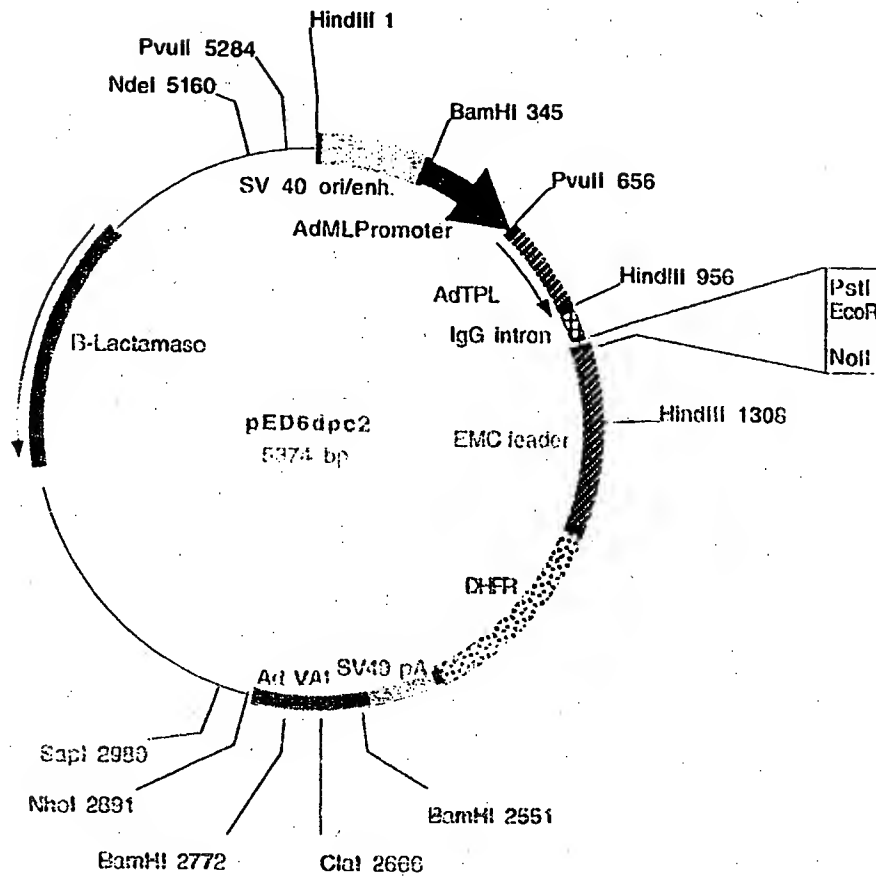 HindIII 1
PvuII 5284
NdeI 5160
BamHI 345
SV 40 ori/enh.
PvuII 656
AdMLPromoter
HindIII 956
AdTPL
PstI
EcoR
IgG intron
NotI
B-Lactamase
pED6dpc2
5374 bp
EMC leader
HindIII 1308
DHFR
Ad VAI
SV40 pA
SapI 2980
NheI 2891
BamHI 2551
BamHI 2772
ClaI 2666